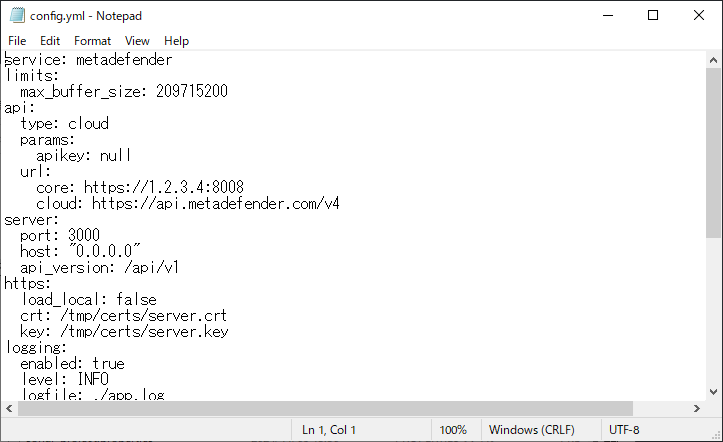 config.yml - Notepad
File Edit Format View Help
service: metadefender
limits:
  max_buffer_size: 209715200
api:
  type: cloud
  params:
    apikey: null
  url:
    core: https://1.2.3.4:8008
    cloud: https://api.metadefender.com/v4
server:
  port: 3000
  host: "0.0.0.0"
  api_version: /api/v1
https:
  load_local: false
  crt: /tmp/certs/server.crt
  key: /tmp/certs/server.key
logging:
  enabled: true
  level: INFO
  logfile: ./app.log
Ln 1, Col 1 100% Windows (CRLF) UTF-8